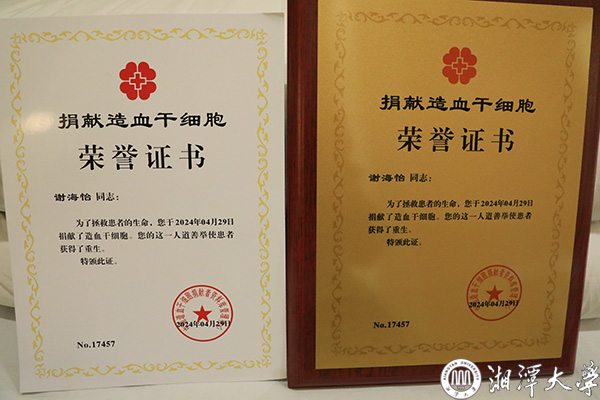 捐献造血干细胞
荣誉证书
谢海怡 同志：
为了拯救患者的生命，您于2024年04月29日
捐献了造血干细胞。您的这一人道善举使患者
获得了重生。
特颁此证。
2024年04月29日
No.17457
捐献造血干细胞
荣誉证书
谢海怡 同志：
为了拯救患者的生命，您于2024年04月29日
捐献了造血干细胞。您的这一人道善举使患者
获得了重生。
特颁此证。
2024年04月29日
No.17457
湘潭大学